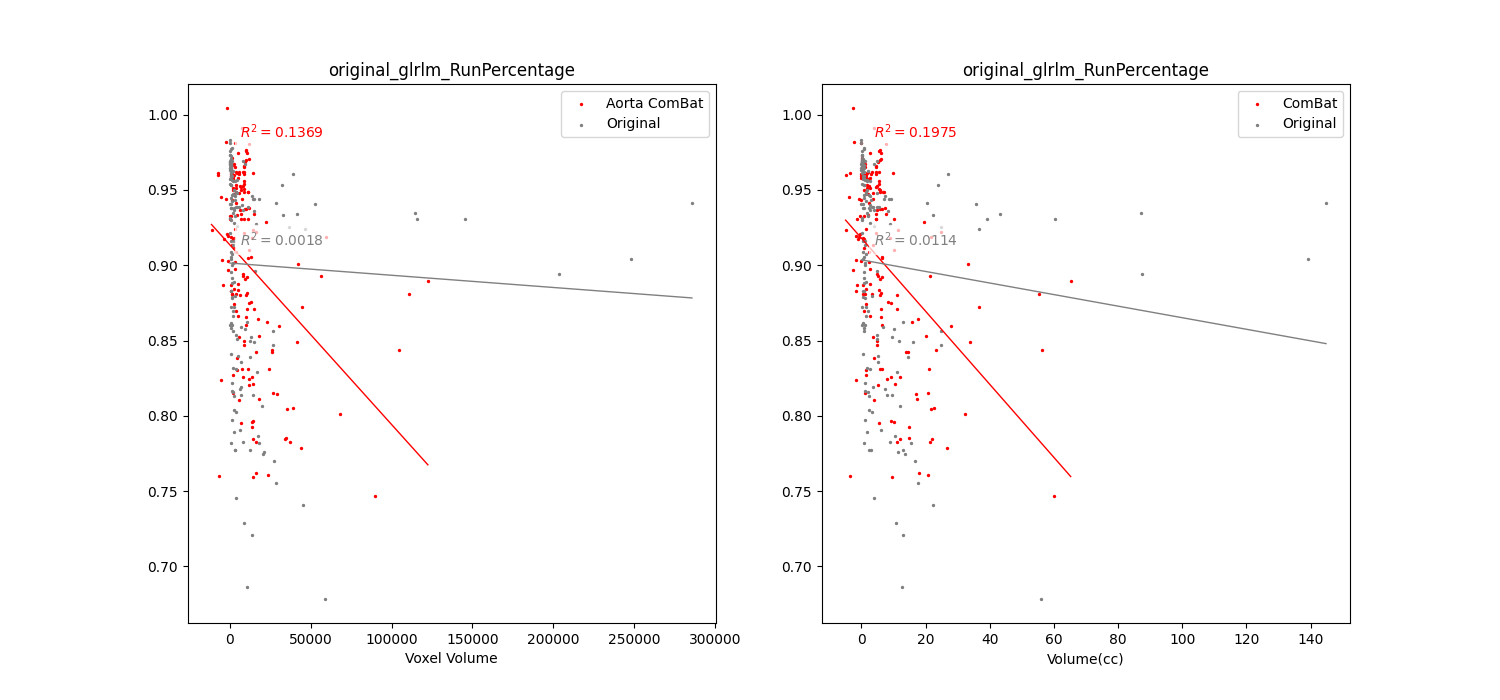 original_glrlm_RunPercentage
Aorta ComBat
Original
R² = 0.1369
R² = 0.0018
1.00
0.95
0.90
0.85
0.80
0.75
0.70
0
50000
100000
150000
200000
250000
300000
Voxel Volume
original_glrlm_RunPercentage
ComBat
Original
R² = 0.1975
R² = 0.0114
1.00
0.95
0.90
0.85
0.80
0.75
0.70
0
20
40
60
80
100
120
140
Volume(cc)